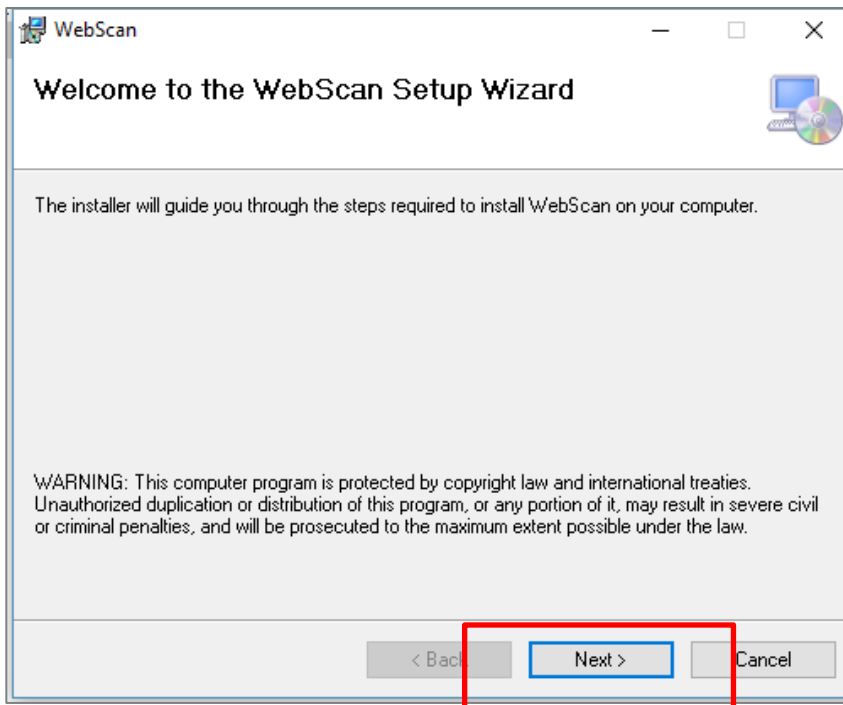 WebScan
Welcome to the WebScan Setup Wizard
The installer will guide you through the steps required to install WebScan on your computer.
WARNING: This computer program is protected by copyright law and international treaties.
Unauthorized duplication or distribution of this program, or any portion of it, may result in severe civil
or criminal penalties, and will be prosecuted to the maximum extent possible under the law.
< Back Next > Cancel